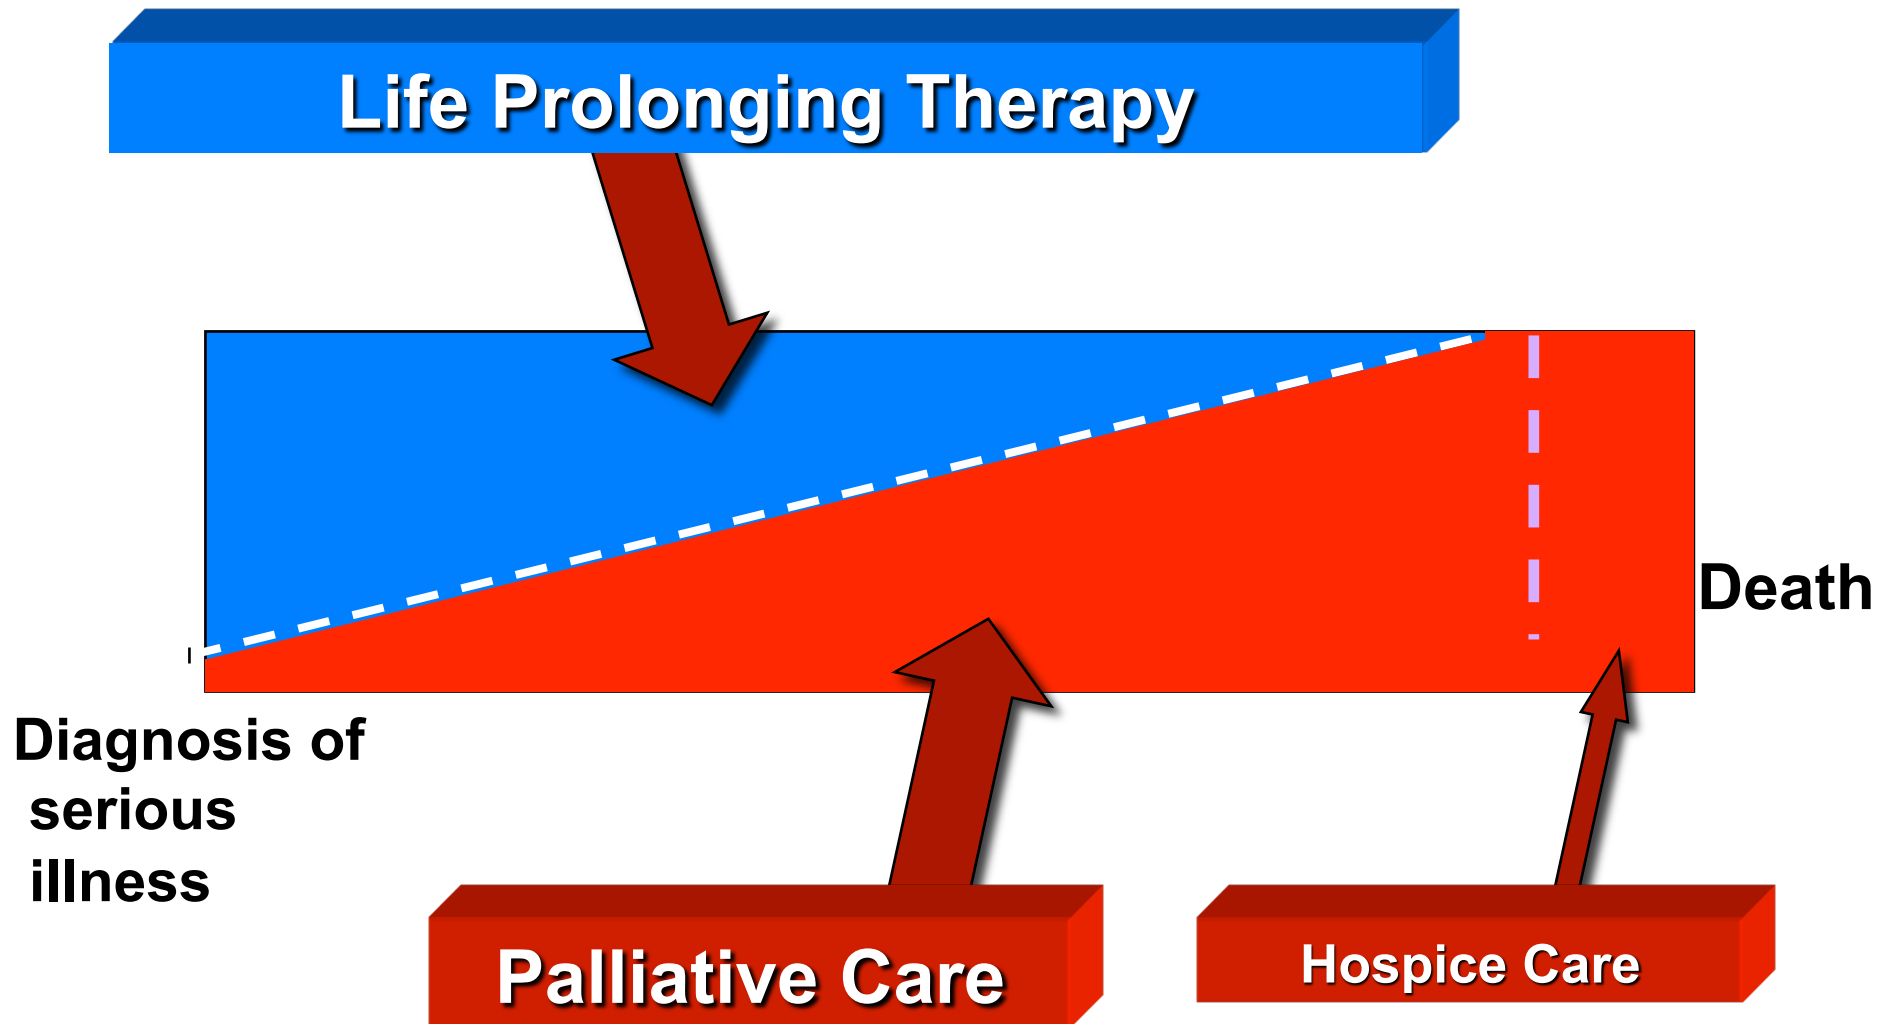 Life Prolonging Therapy
Death
Diagnosis of
serious
illness
Palliative Care
Hospice Care